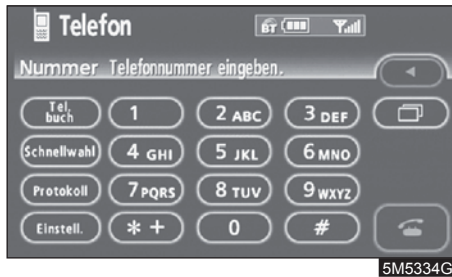 Telefon BT
Nummer Telefonnummer eingeben.
Tel. buch 1 2 ABC 3 DEF
Schnellwahl 4 GHI 5 JKL 6 MNO
Protokoll 7 PQRS 8 TUV 9 WXYZ
Einstell. * + 0 #
5M5334G